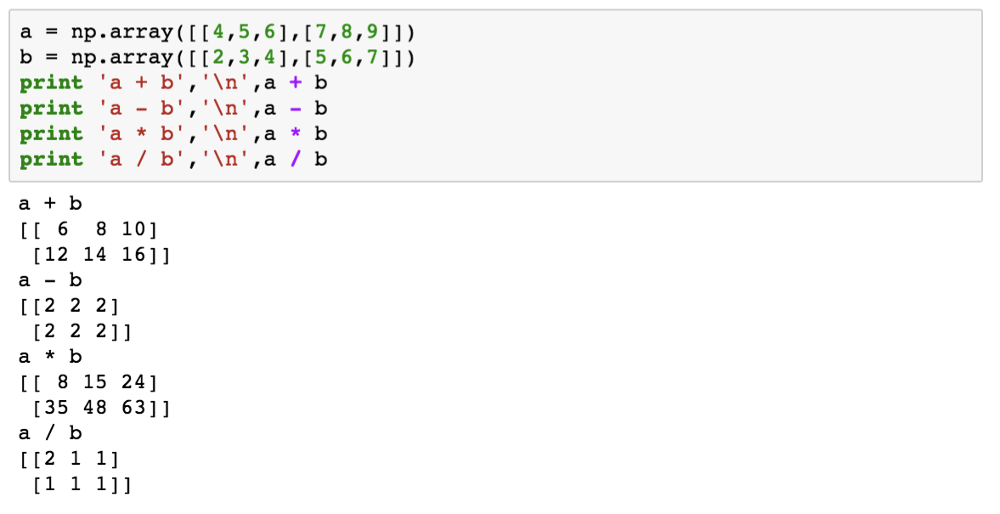 a = np.array([[4,5,6],[7,8,9]])
b = np.array([[2,3,4],[5,6,7]])
print 'a + b','\n',a + b
print 'a - b','\n',a - b
print 'a * b','\n',a * b
print 'a / b','\n',a / b
a + b
[[ 6  8 10]
 [12 14 16]]
a - b
[[2 2 2]
 [2 2 2]]
a * b
[[ 8 15 24]
 [35 48 63]]
a / b
[[2 1 1]
 [1 1 1]]